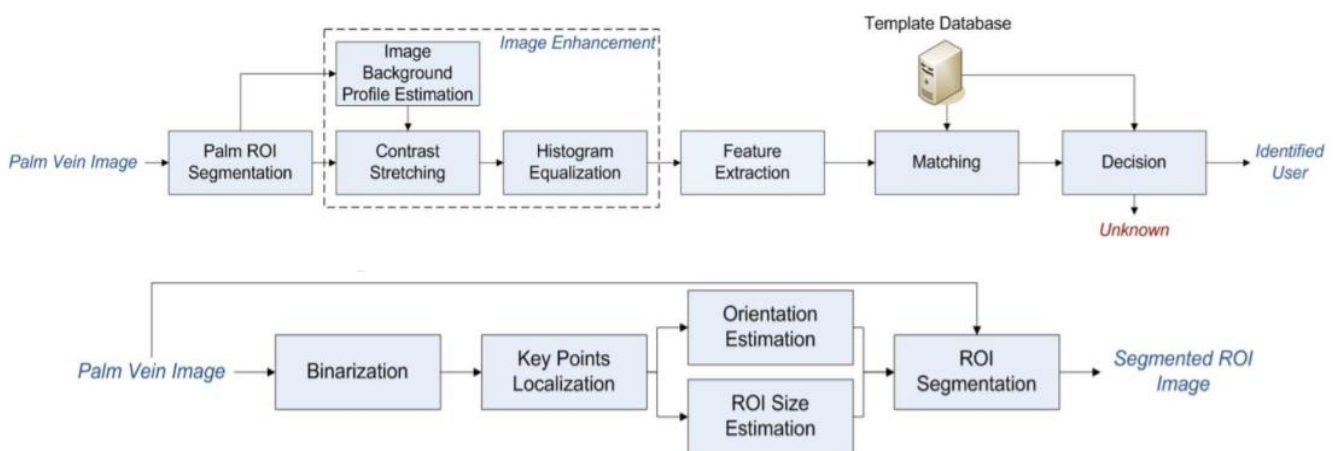 Template Database
Image Enhancement
Image
Background
Profile Estimation
Palm Vein Image
Palm ROI
Segmentation
Contrast
Stretching
Histogram
Equalization
Feature
Extraction
Matching
Decision
Identified
User
Unknown
Palm Vein Image
Binarization
Key Points
Localization
Orientation
Estimation
ROI Size
Estimation
ROI
Segmentation
Segmented ROI
Image